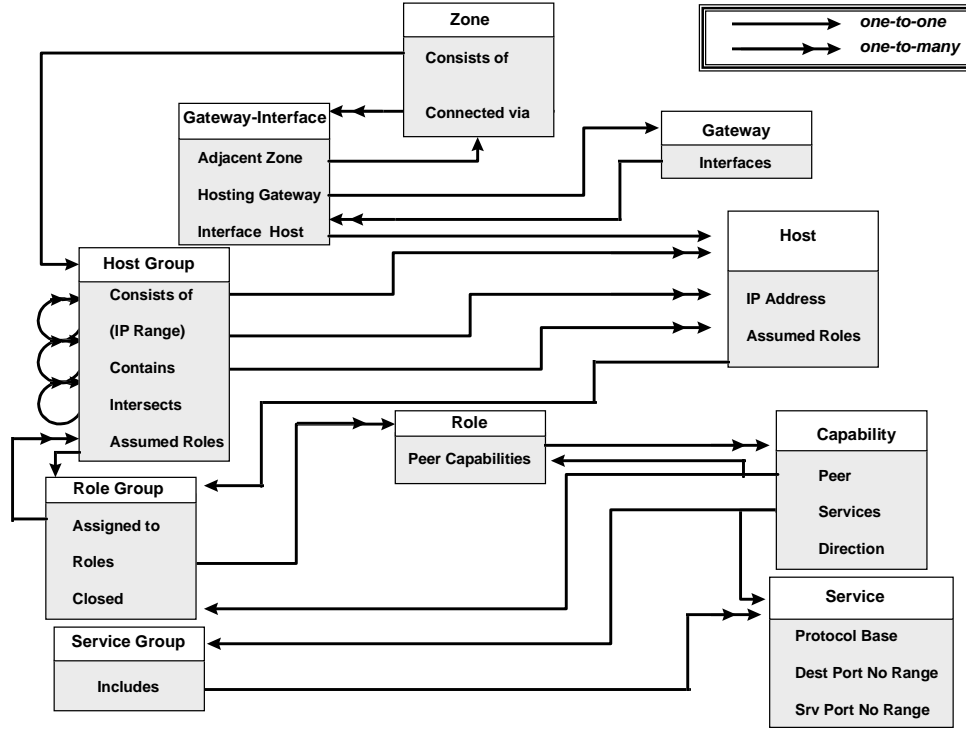 Zone
Consists of
Connected via
one-to-one
one-to-many
Gateway-Interface
Adjacent Zone
Hosting Gateway
Interface Host
Gateway
Interfaces
Host
IP Address
Assumed Roles
Host Group
Consists of
(IP Range)
Contains
Intersects
Assumed Roles
Role
Peer Capabilities
Capability
Peer
Services
Direction
Role Group
Assigned to
Roles
Closed
Service Group
Includes
Service
Protocol Base
Dest Port No Range
Srv Port No Range